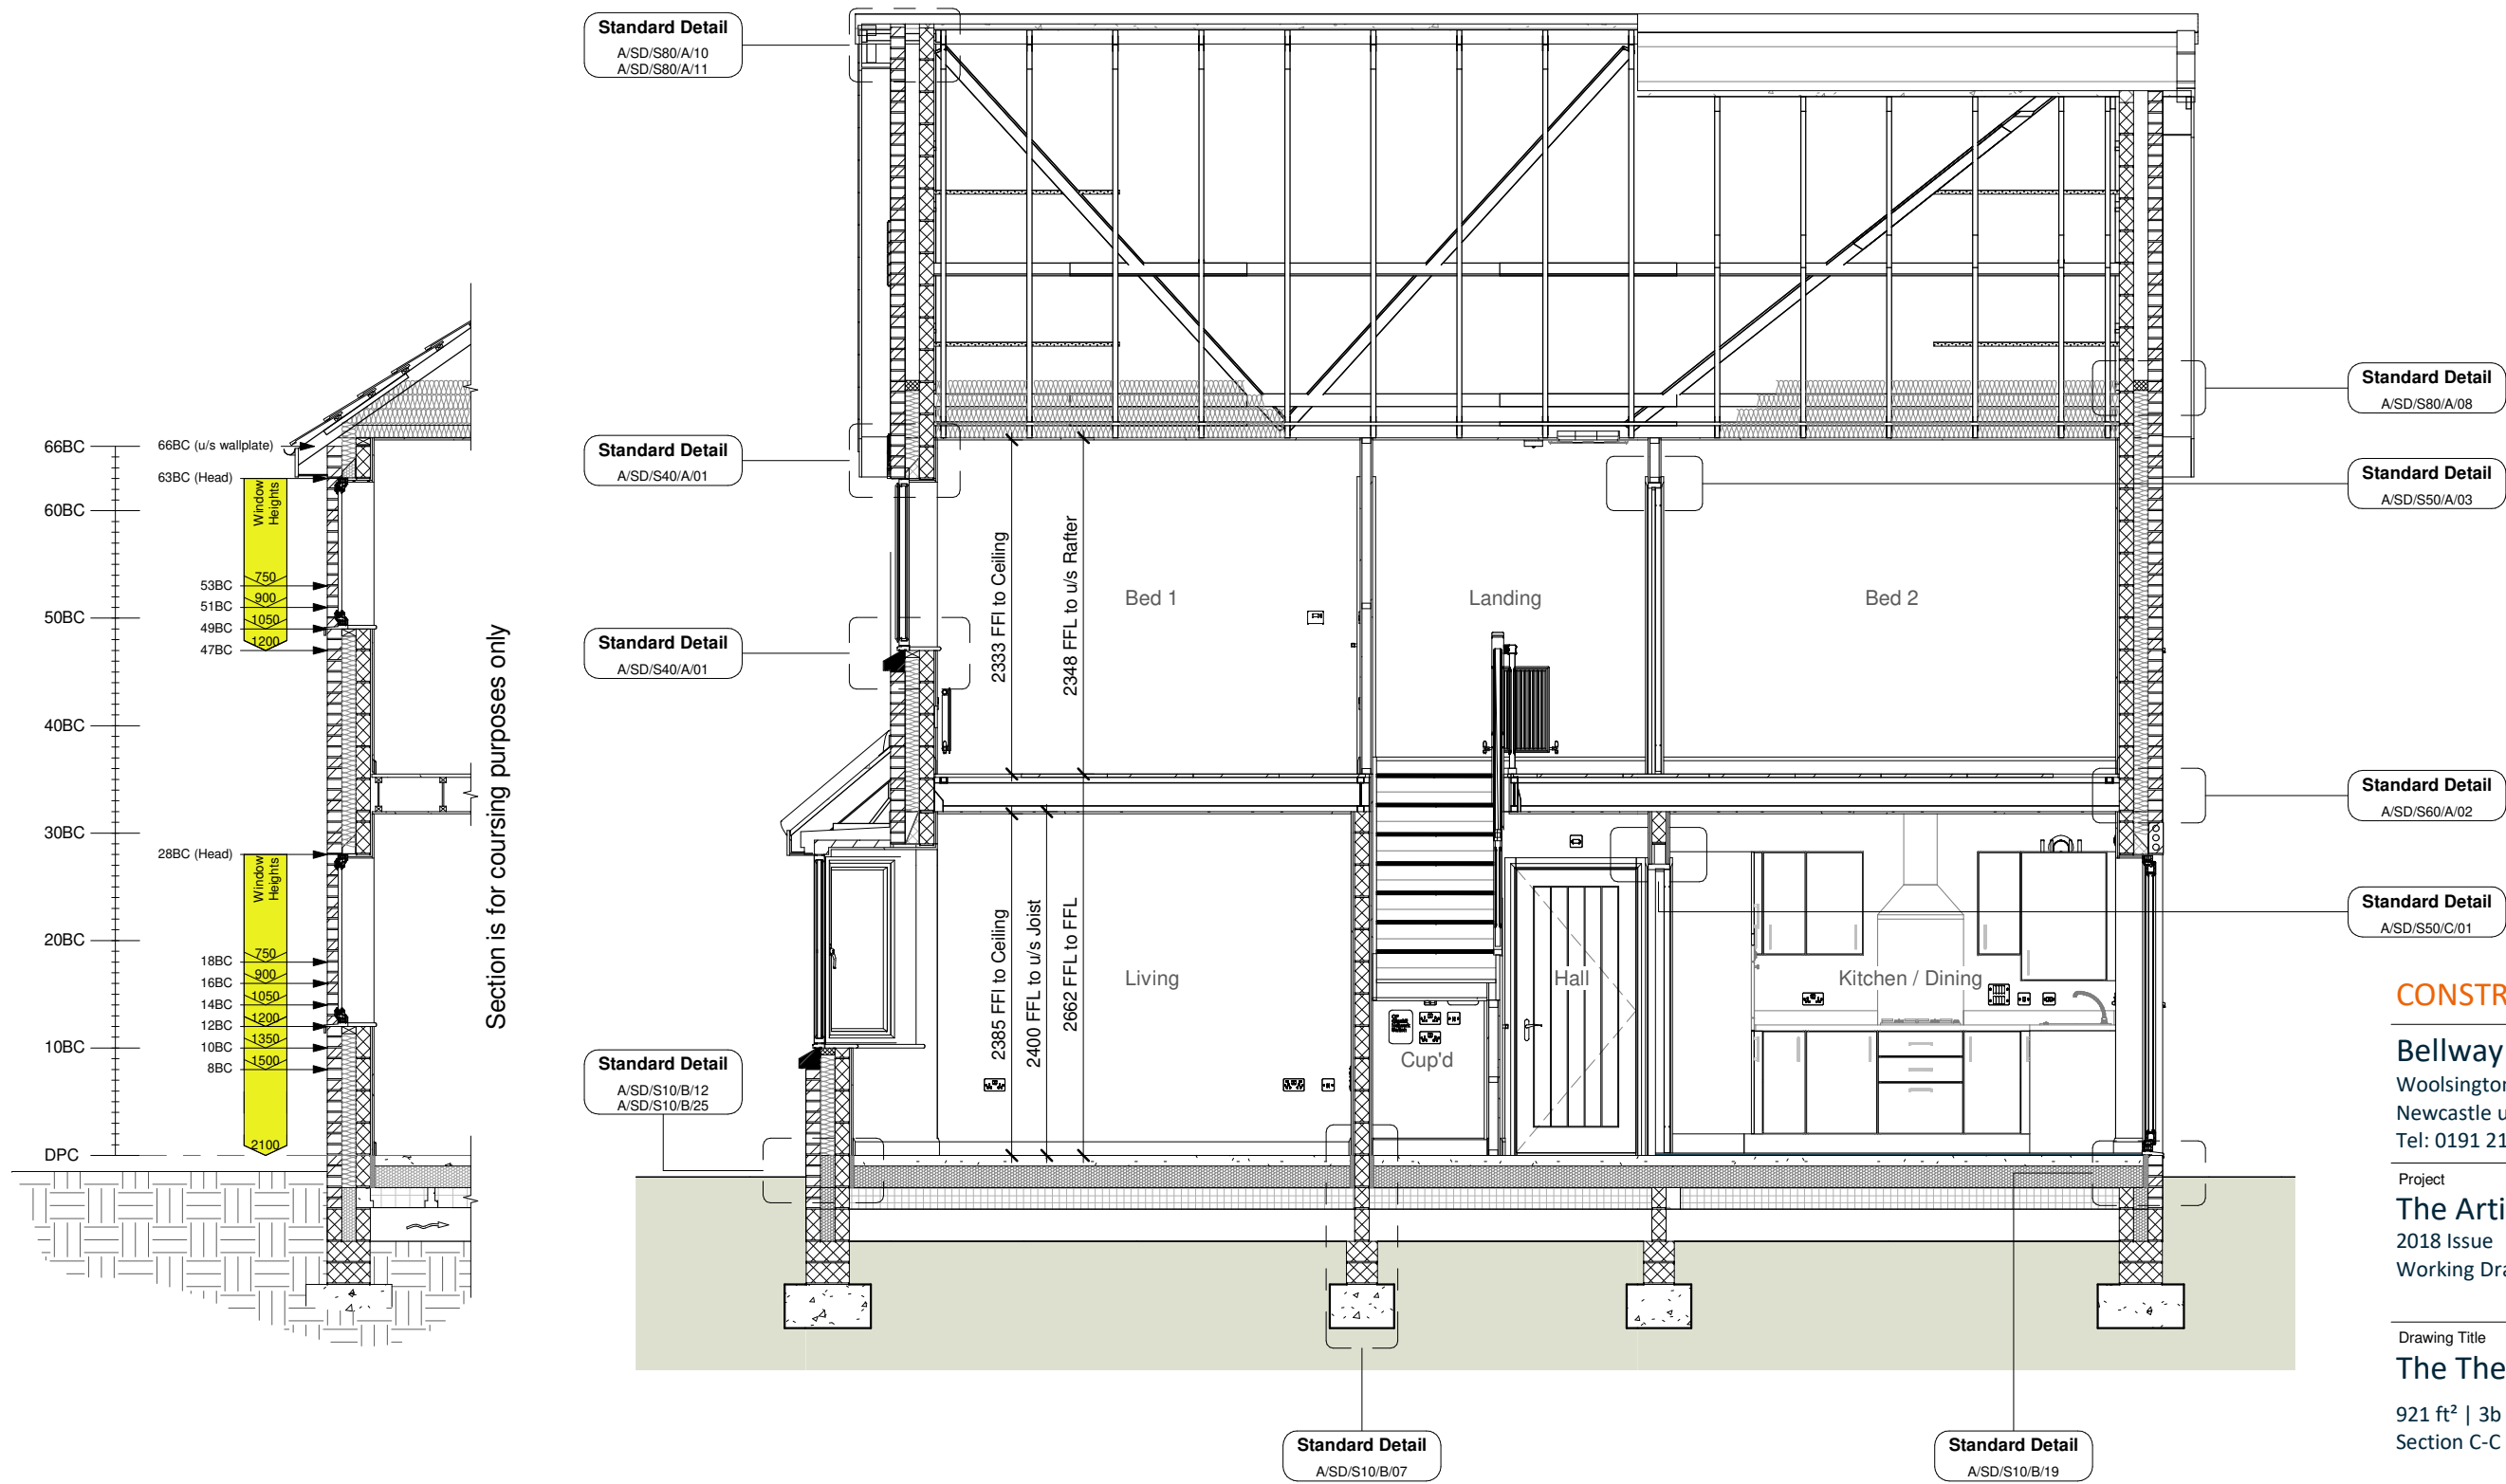 Standard Detail
A/SD/S80/A/10
A/SD/S80/A/11
Standard Detail
A/SD/S40/A/01
Standard Detail
A/SD/S40/A/01
Standard Detail
A/SD/S10/B/12
A/SD/S10/B/25
Standard Detail
A/SD/S80/A/08
Standard Detail
A/SD/S50/A/03
Standard Detail
A/SD/S60/A/02
Standard Detail
A/SD/S50/C/01
Standard Detail
A/SD/S10/B/07
Standard Detail
A/SD/S10/B/19
66BC
60BC
50BC
40BC
30BC
20BC
10BC
DPC
66BC (u/s wallplate)
63BC (Head)
53BC
51BC
49BC
47BC
28BC (Head)
18BC
16BC
14BC
12BC
10BC
8BC
Window
Heights
750
900
1050
1200
Window
Heights
750
900
1050
1200
1350
1500
2100
Section is for coursing purposes only
2333 FFl to Ceiling
2348 FFL to u/s Rafter
2385 FFl to Ceiling
2400 FFL to u/s Joist
2662 FFL to FFL
Bed 1
Landing
Bed 2
Living
Hall
Cup'd
Kitchen / Dining
CONSTR
Bellway
Woolsington
Newcastle u
Tel: 0191 21
Project
The Arti
2018 Issue
Working Dra
Drawing Title
The The
921 ft² | 3b
Section C-C